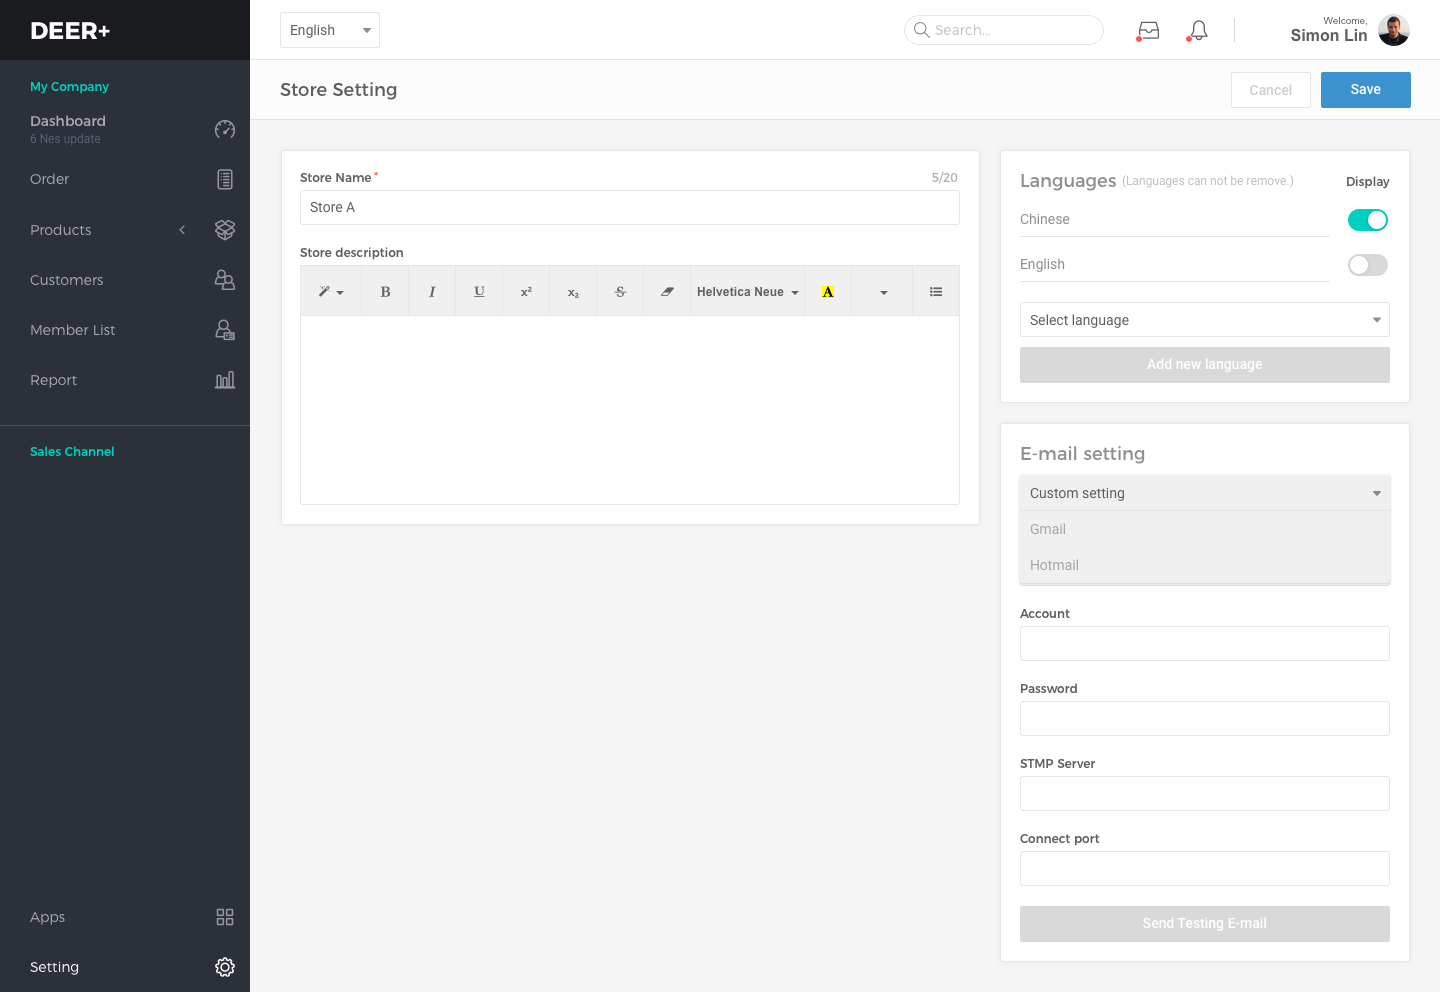 DEER+
English
Search...
Welcome,
Simon Lin
My Company
Dashboard
6 Nes update
Order
Products
Customers
Member List
Report
Sales Channel
Apps
Setting
Store Setting
Cancel
Save
Store Name*
5/20
Store A
Store description
B I U x² x₂ S Helvetica Neue A
Languages (Languages can not be remove.) Display
Chinese
English
Select language
Add new language
E-mail setting
Custom setting
Gmail
Hotmail
Account
Password
STMP Server
Connect port
Send Testing E-mail